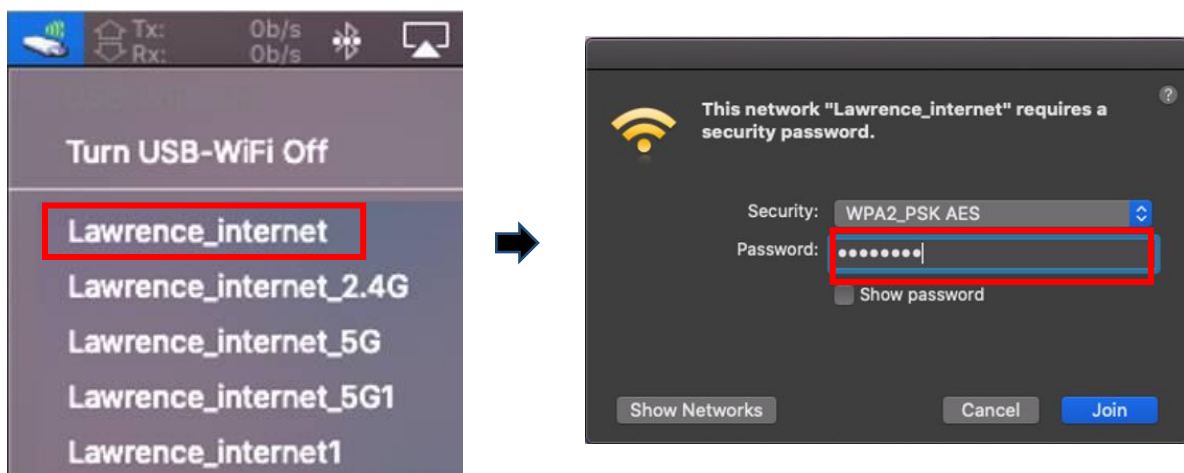 Tx: 0b/s
Rx: 0b/s
Turn USB-WiFi Off
Lawrence_internet
Lawrence_internet_2.4G
Lawrence_internet_5G
Lawrence_internet_5G1
Lawrence_internet1
?
This network "Lawrence_internet" requires a
security password.
Security: WPA2_PSK AES
Password: ••••••••
Show password
Show Networks Cancel Join